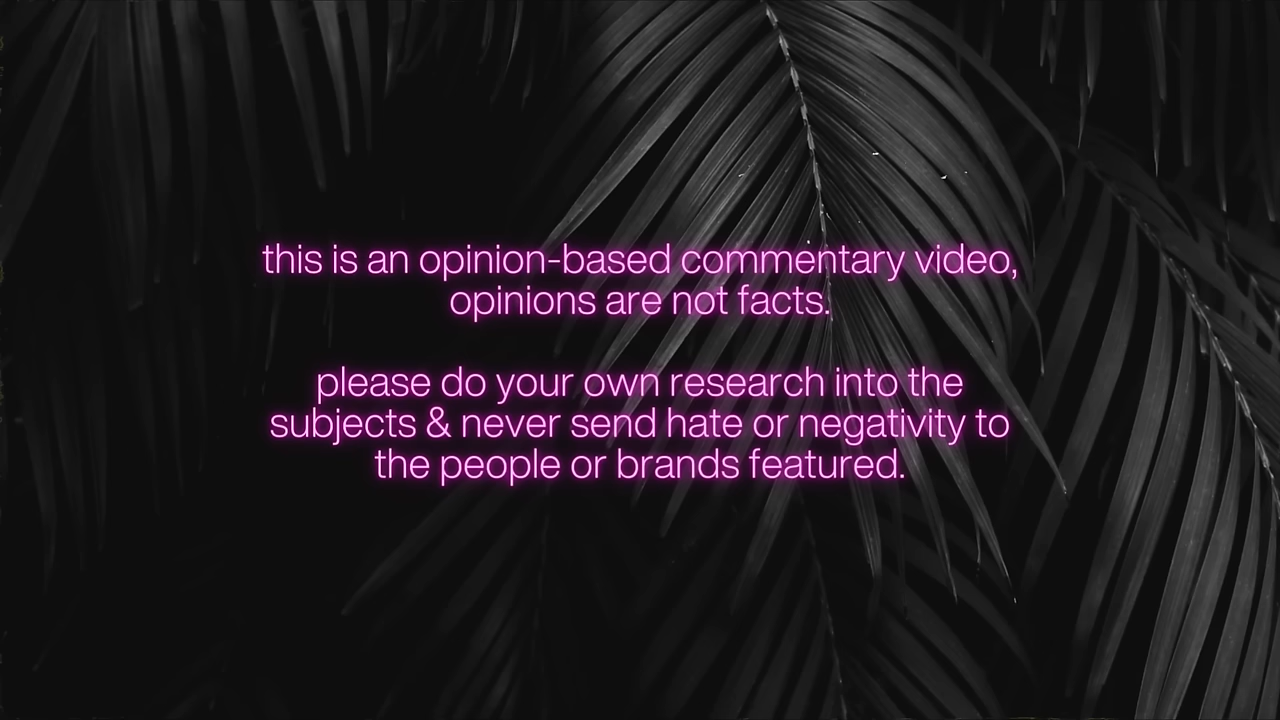 this is an opinion-based commentary video,
opinions are not facts.
please do your own research into the
subjects & never send hate or negativity to
the people or brands featured.